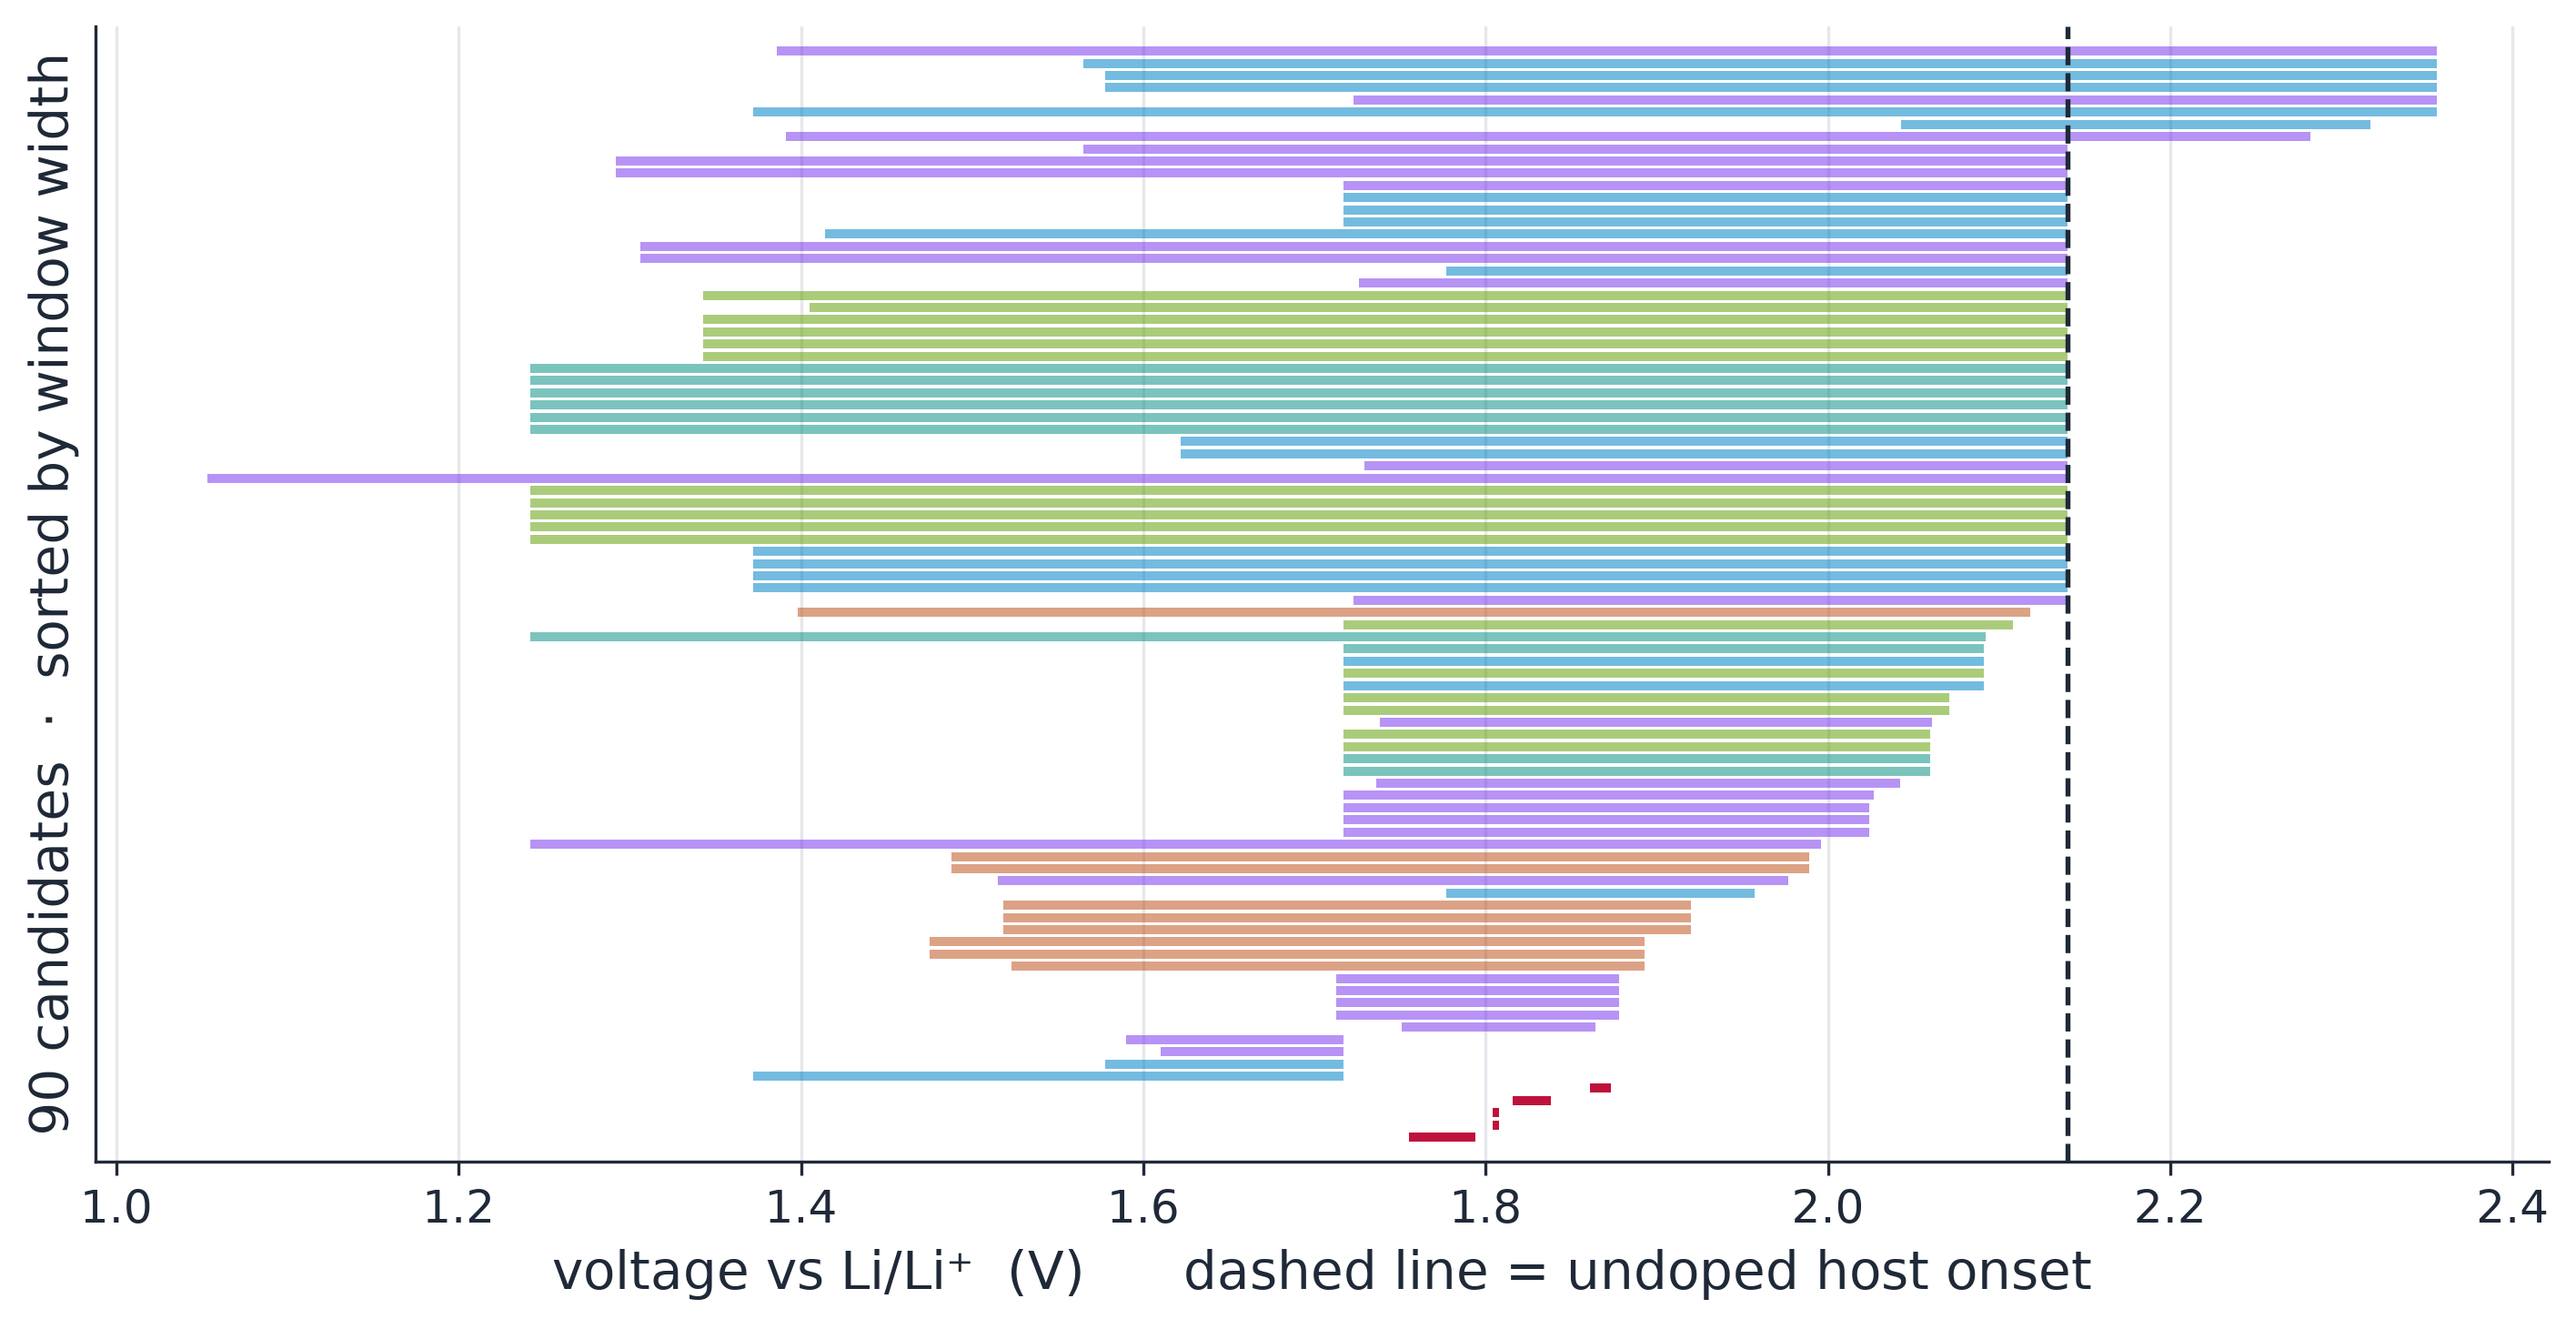 90 candidates · sorted by window width
1.0 1.2 1.4 1.6 1.8 2.0 2.2 2.4
voltage vs Li/Li⁺ (V) dashed line = undoped host onset